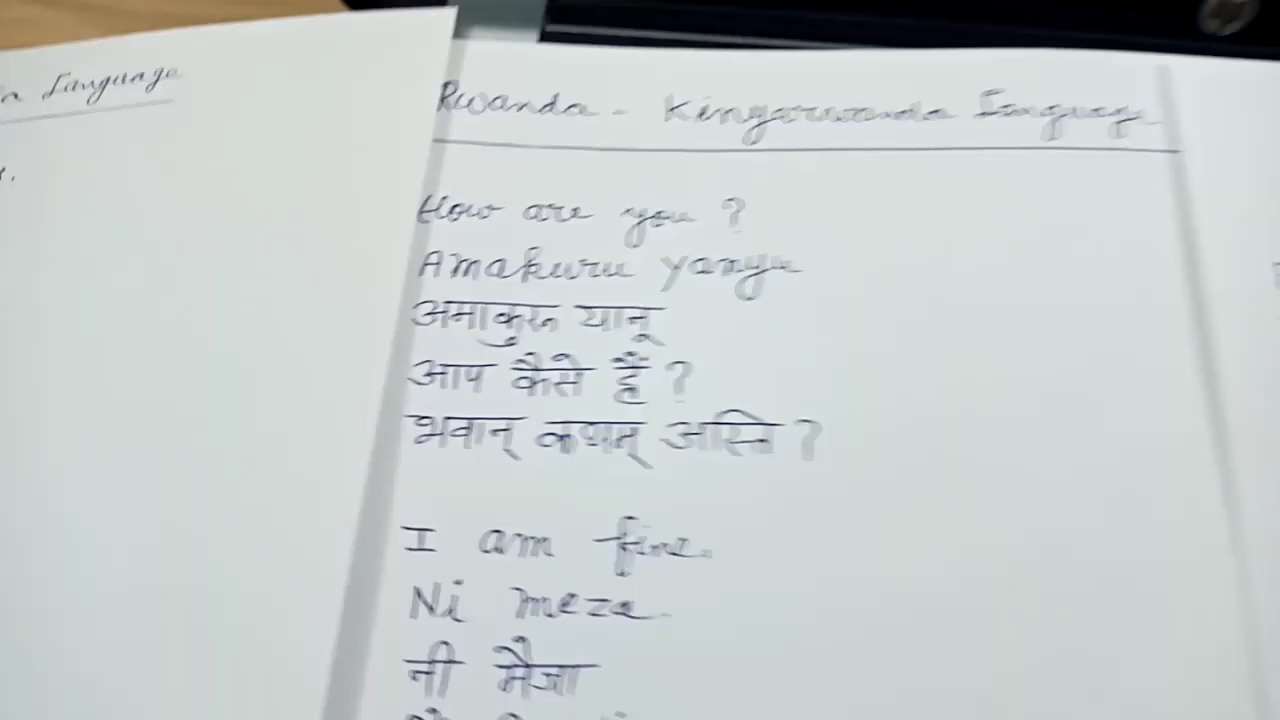 Language
Rwanda - Kinyarwanda Language
How are you ?
Amakuru yanyu
अमाकुरु यानू
आप कैसे हैं ?
भवान् कथम् अस्ति ?
I am fine.
Ni meza.
नी मैजा